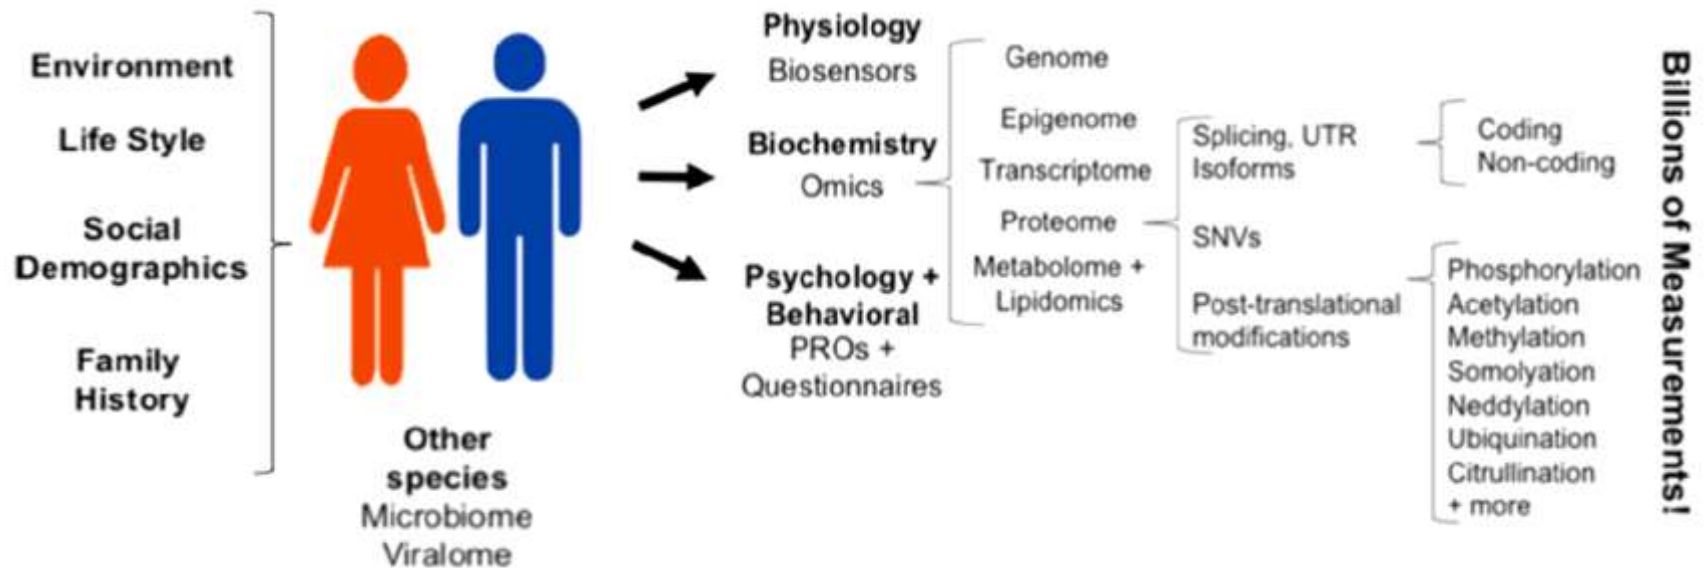 Environment
Life Style
Social
Demographics
Family
History
Other
species
Microbiome
Viralome
Physiology
Biosensors
Biochemistry
Omics
Psychology +
Behavioral
PROs +
Questionnaires
Genome
Epigenome
Transcriptome
Proteome
Metabolome +
Lipidomics
Splicing, UTR
Isoforms
SNVs
Post-translational
modifications
Coding
Non-coding
Phosphorylation
Acetylation
Methylation
Somolyation
Neddylation
Ubiquination
Citrullination
+ more
Billions of Measurements!